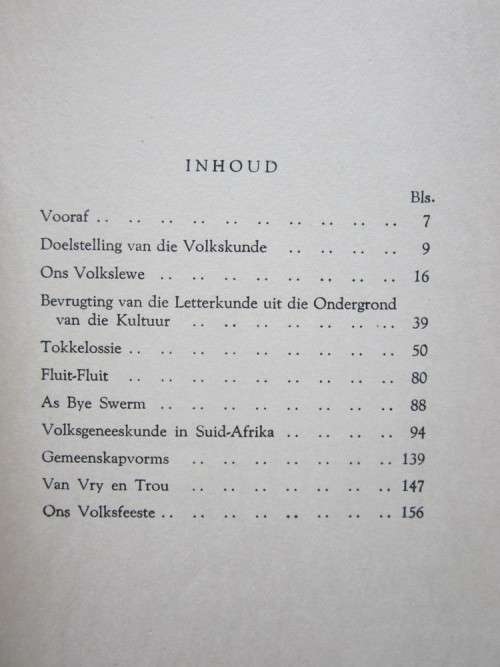 INHOUD
Bls.
Vooraf .. .. .. .. .. .. .. .. .. .. 7
Doelstelling van die Volkskunde .. .. .. .. 9
Ons Volkslewe .. .. .. .. .. .. .. .. 16
Bevrugting van die Letterkunde uit die Ondergrond
van die Kultuur .. .. .. .. .. .. .. 39
Tokkelossie .. .. .. .. .. .. .. .. .. 50
Fluit-Fluit .. .. .. .. .. .. .. .. .. 80
As Bye Swerm .. .. .. .. .. .. .. .. 88
Volksgeneeskunde in Suid-Afrika .. .. .. .. 94
Gemeenskapvorms .. .. .. .. .. .. .. 139
Van Vry en Trou .. .. .. .. .. .. .. 147
Ons Volksfeeste .. .. .. .. .. .. .. .. 156